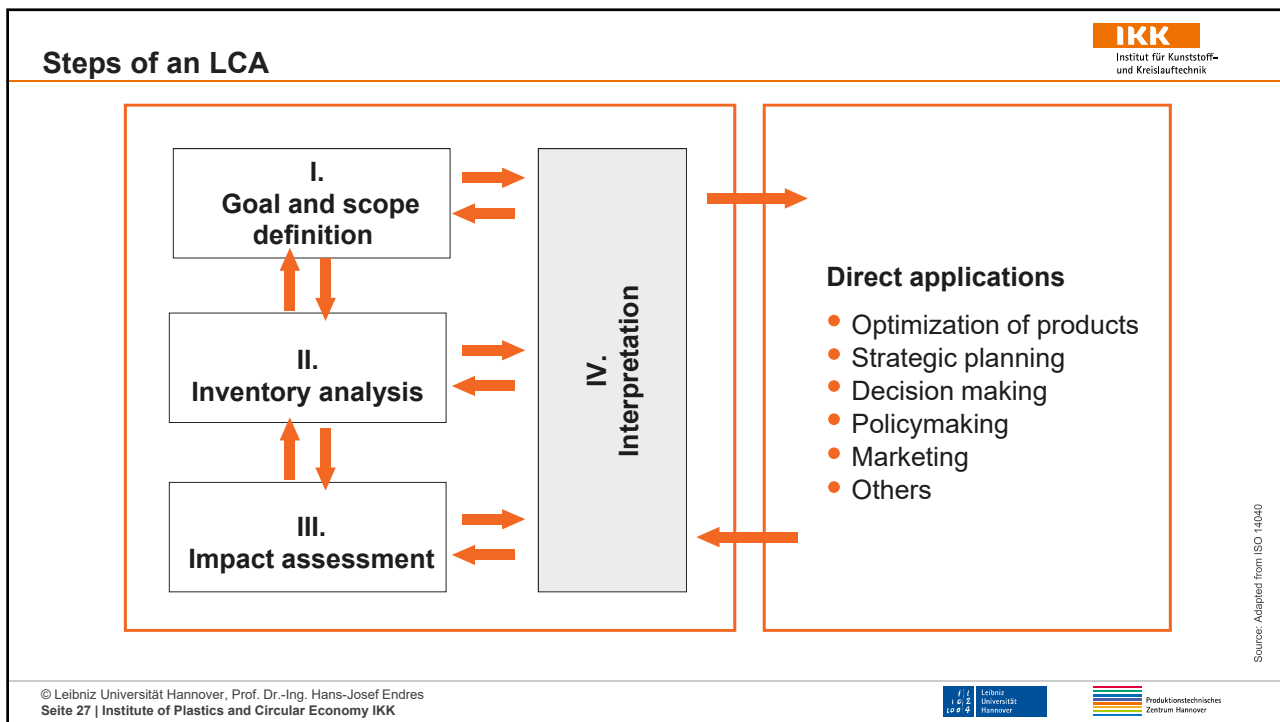 Steps of an LCA
IKK
Institut für Kunststoff-
und Kreislauftechnik
I.
Goal and scope
definition
II.
Inventory analysis
III.
Impact assessment
IV.
Interpretation
Direct applications
• Optimization of products
• Strategic planning
• Decision making
• Policymaking
• Marketing
• Others
Source: Adapted from ISO 14040
© Leibniz Universität Hannover, Prof. Dr.-Ing. Hans-Josef Endres
Seite 27 | Institute of Plastics and Circular Economy IKK
Leibniz
Universität
Hannover
Produktionstechnisches
Zentrum Hannover